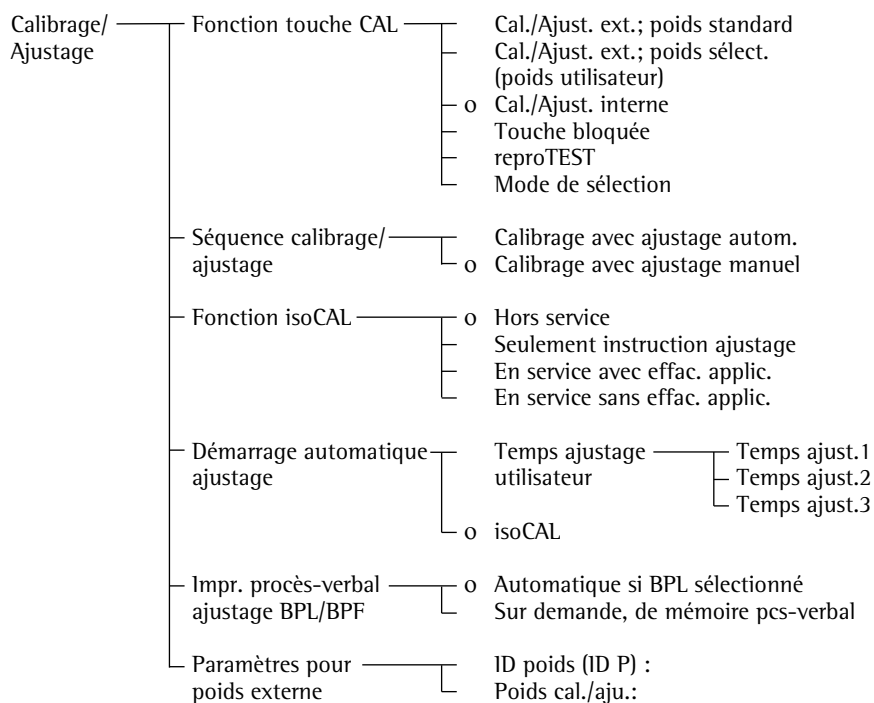 Calibrage/ Fonction touche CAL Cal./Ajust. ext.; poids standard
Ajustage Cal./Ajust. ext.; poids sélect.
(poids utilisateur)
o Cal./Ajust. interne
Touche bloquée
reproTEST
Mode de sélection
Séquence calibrage/ Calibrage avec ajustage autom.
ajustage o Calibrage avec ajustage manuel
Fonction isoCAL o Hors service
Seulement instruction ajustage
En service avec effac. applic.
En service sans effac. applic.
Démarrage automatique Temps ajustage Temps ajust.1
ajustage utilisateur Temps ajust.2
Temps ajust.3
o isoCAL
Impr. procès-verbal o Automatique si BPL sélectionné
ajustage BPL/BPF Sur demande, de mémoire pcs-verbal
Paramètres pour ID poids (ID P) :
poids externe Poids cal./aju.: